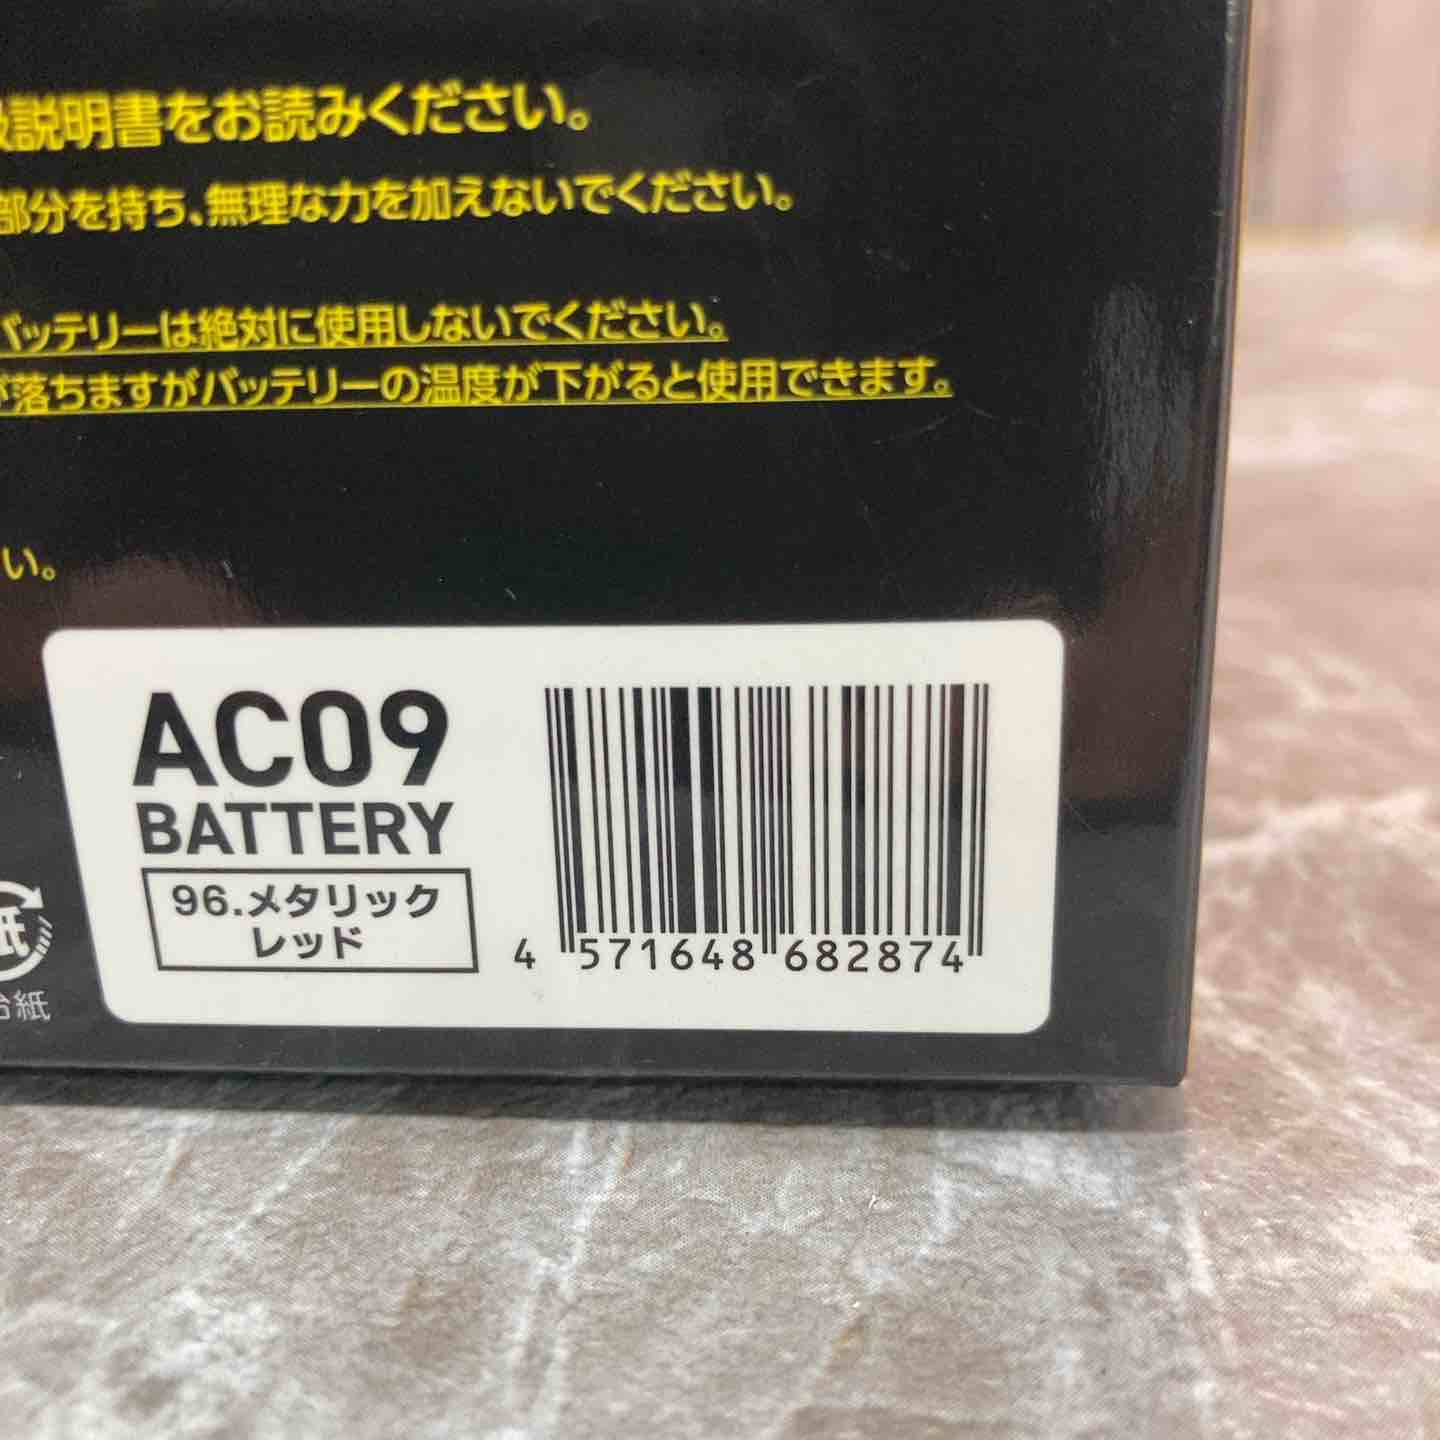 説明書をお読みください。
部分を持ち、無理な力を加えないでください。
バッテリーは絶対に使用しないでください。
が落ちますがバッテリーの温度が下がると使用できます。
い。
AC09
BATTERY
96.メタリック
レッド
4 571648 682874
紙
台紙